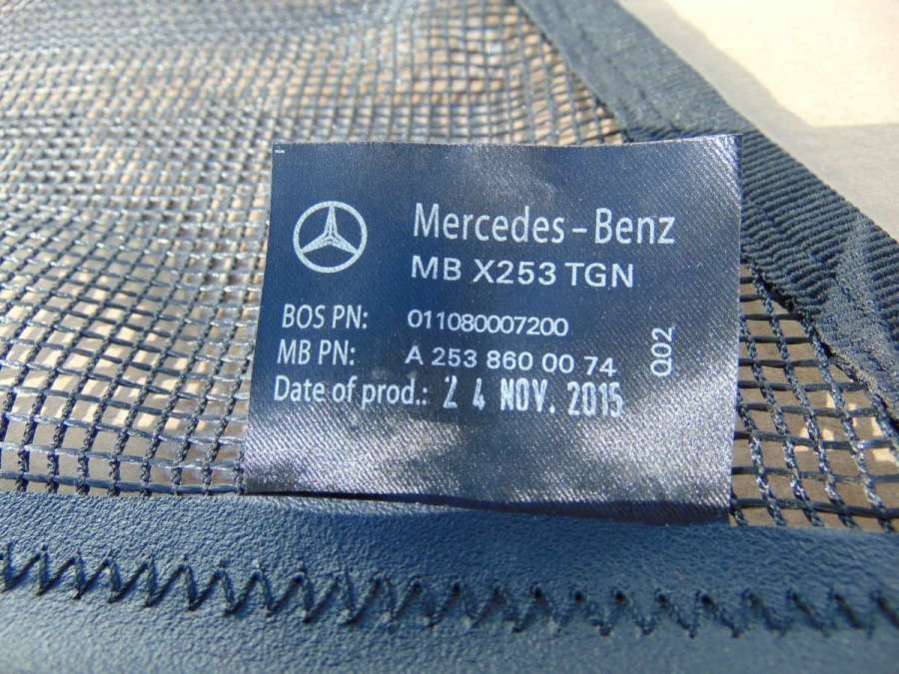 Mercedes-Benz
MB X253 TGN
BOS PN: 011080007200
MB PN: A 253 860 00 74
Date of prod.: 24 NOV. 2015
Q02